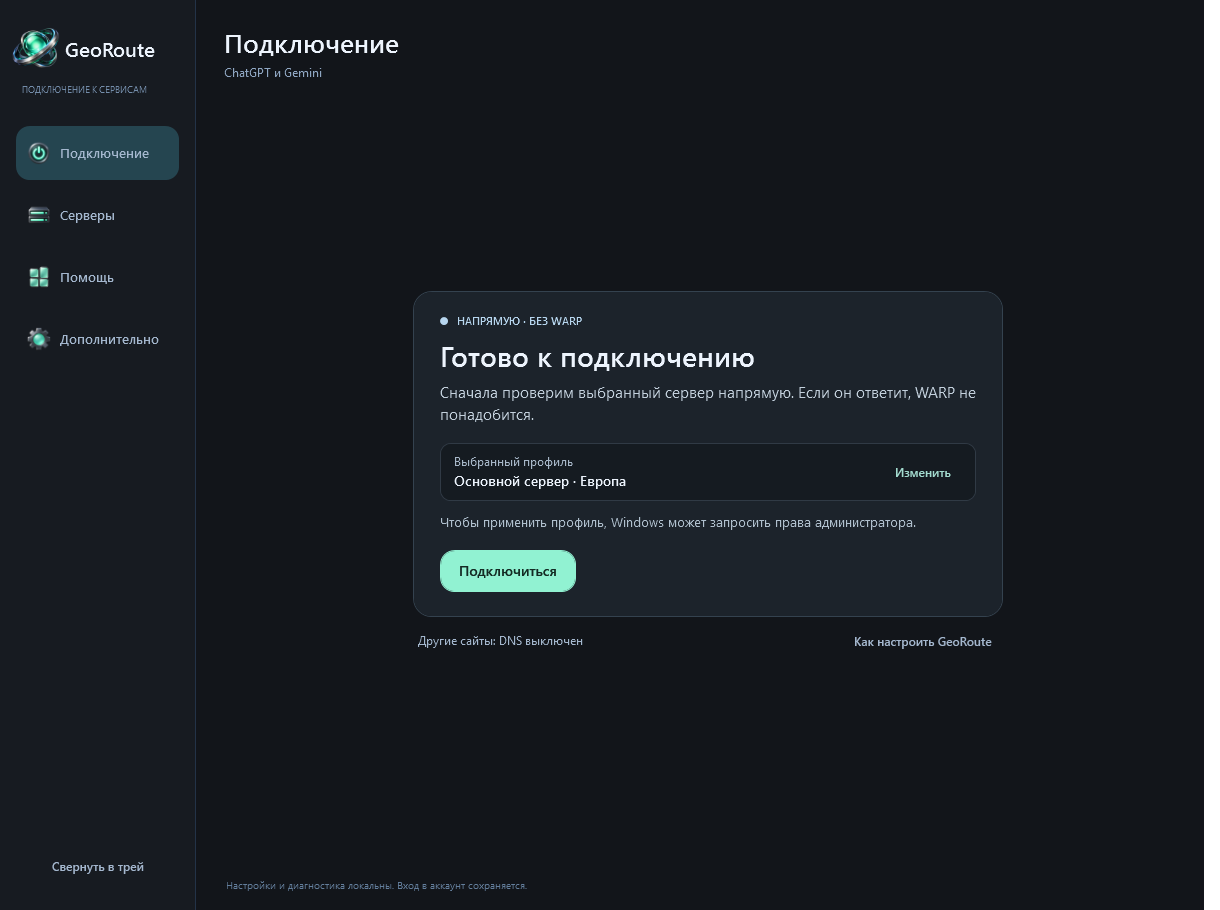 GeoRoute
ПОДКЛЮЧЕНИЕ К СЕРВИСАМ
Подключение
Серверы
Помощь
Дополнительно
Свернуть в трей
Подключение
ChatGPT и Gemini
НАПРЯМУЮ · БЕЗ WARP
Готово к подключению
Сначала проверим выбранный сервер напрямую. Если он ответит, WARP не
понадобится.
Выбранный профиль
Основной сервер · Европа
Изменить
Чтобы применить профиль, Windows может запросить права администратора.
Подключиться
Другие сайты: DNS выключен
Как настроить GeoRoute
Настройки и диагностика локальны. Вход в аккаунт сохраняется.